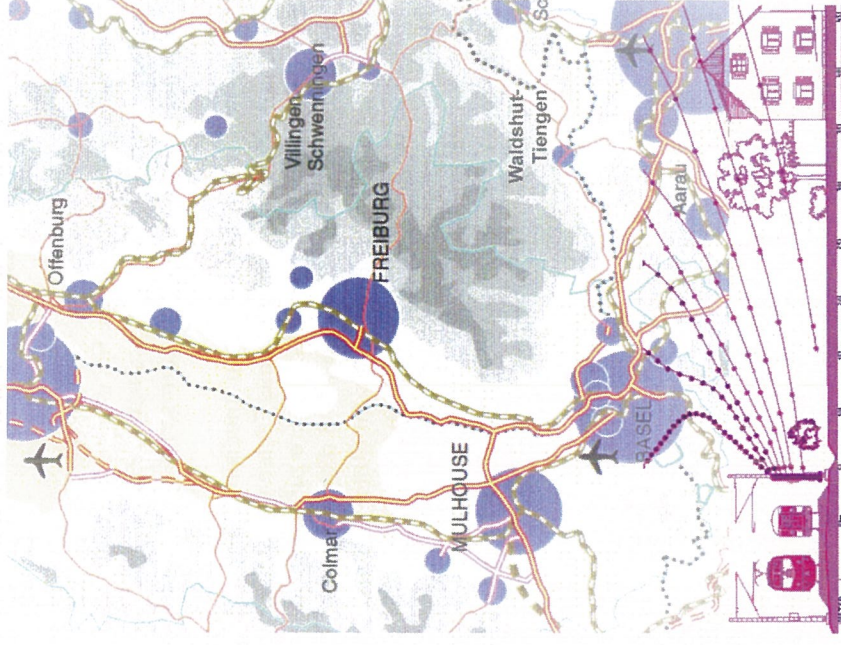 Offenburg
Villingen
Schwenningen
FREIBURG
Colmar
MULHOUSE
BASEL
Waldshut-
Tiengen
Aarau